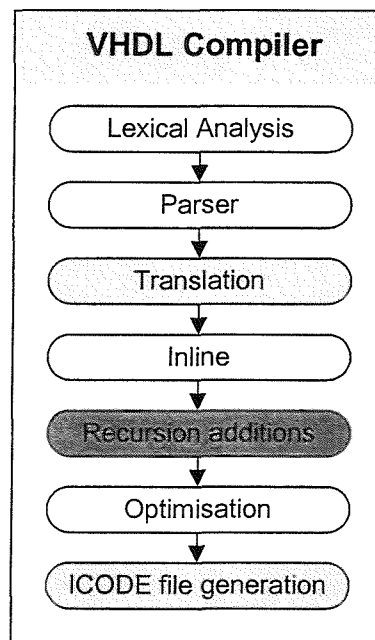 VHDL Compiler
Lexical Analysis
Parser
Translation
Inline
Recursion additions
Optimisation
ICODE file generation